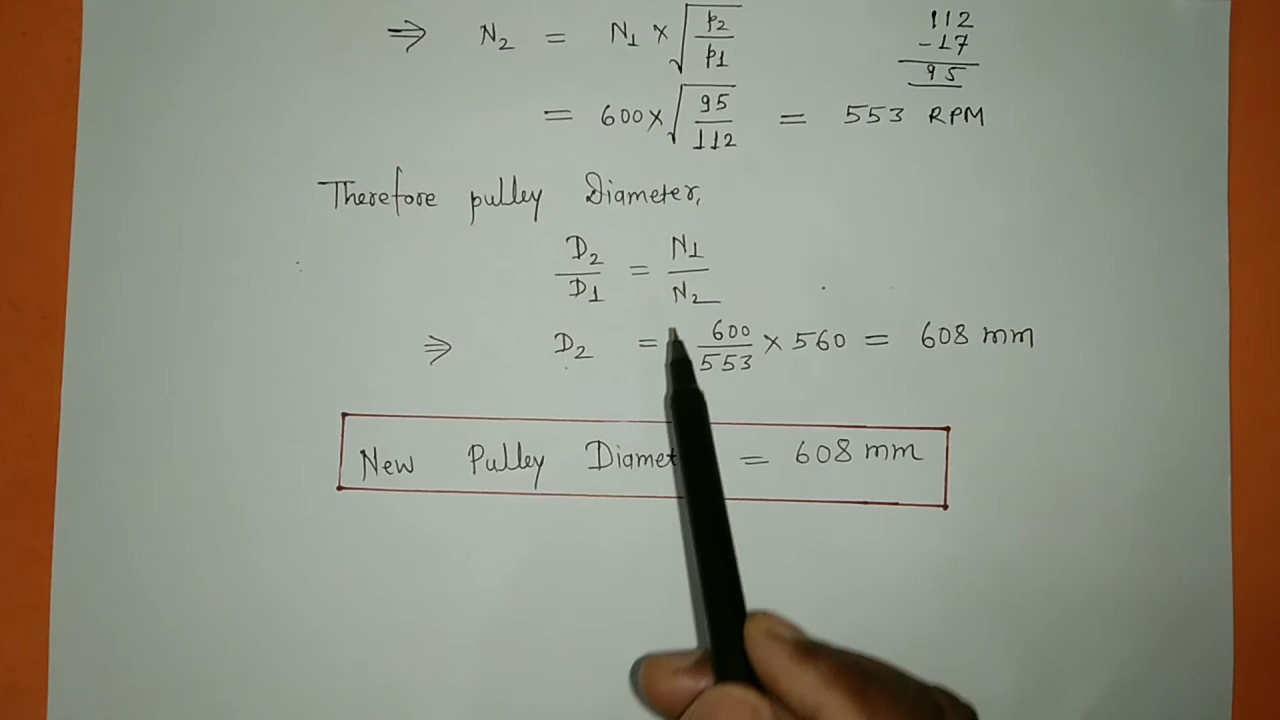 ⇒ N₂ = N₁ × √(p₂/p₁)
112
-17
95
= 600 × √(95/112) = 553 RPM
Therefore pulley Diameter,
D₂/D₁ = N₁/N₂
⇒ D₂ = 600/553 × 560 = 608 mm
New Pulley Diamet = 608 mm